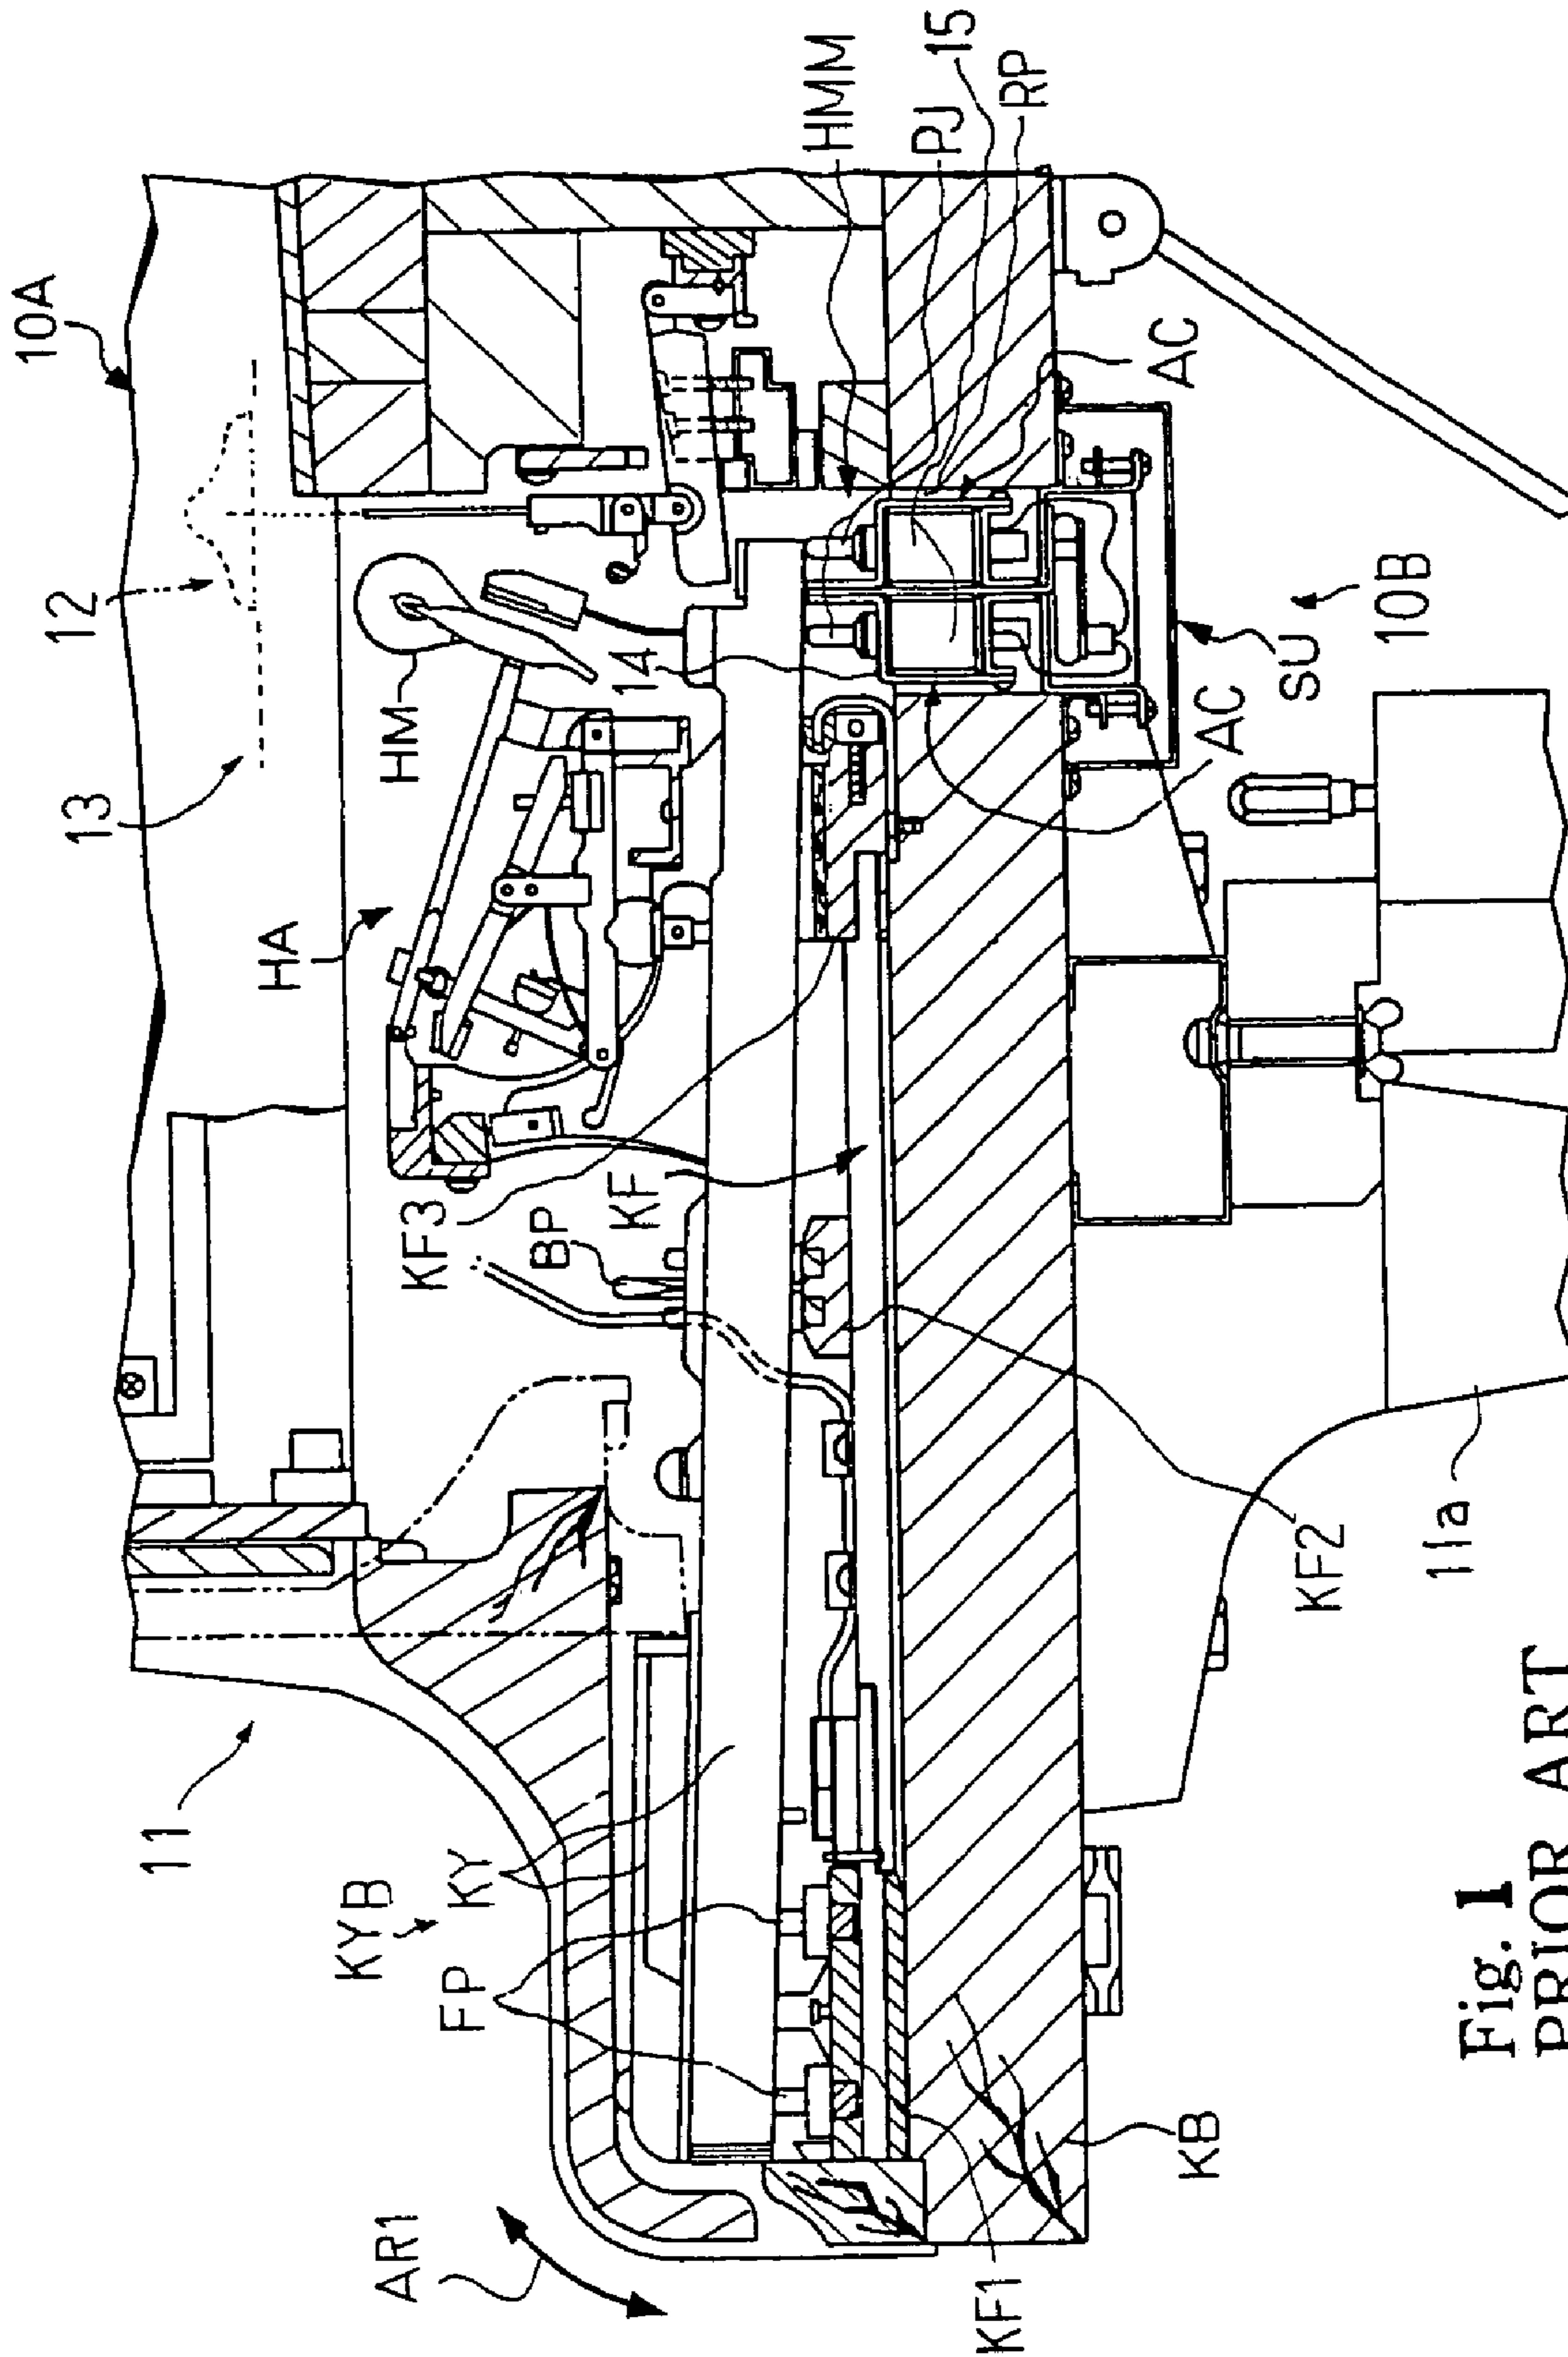 10A
12
13
HM
HA
HMM
PJ
15
RP
AC
14
SU
10B
AC
KF3
KF
BP
KF2
11a
11
KYB
KY
FP
AR1
KF1
KB
Fig. 1
PRIOR ART